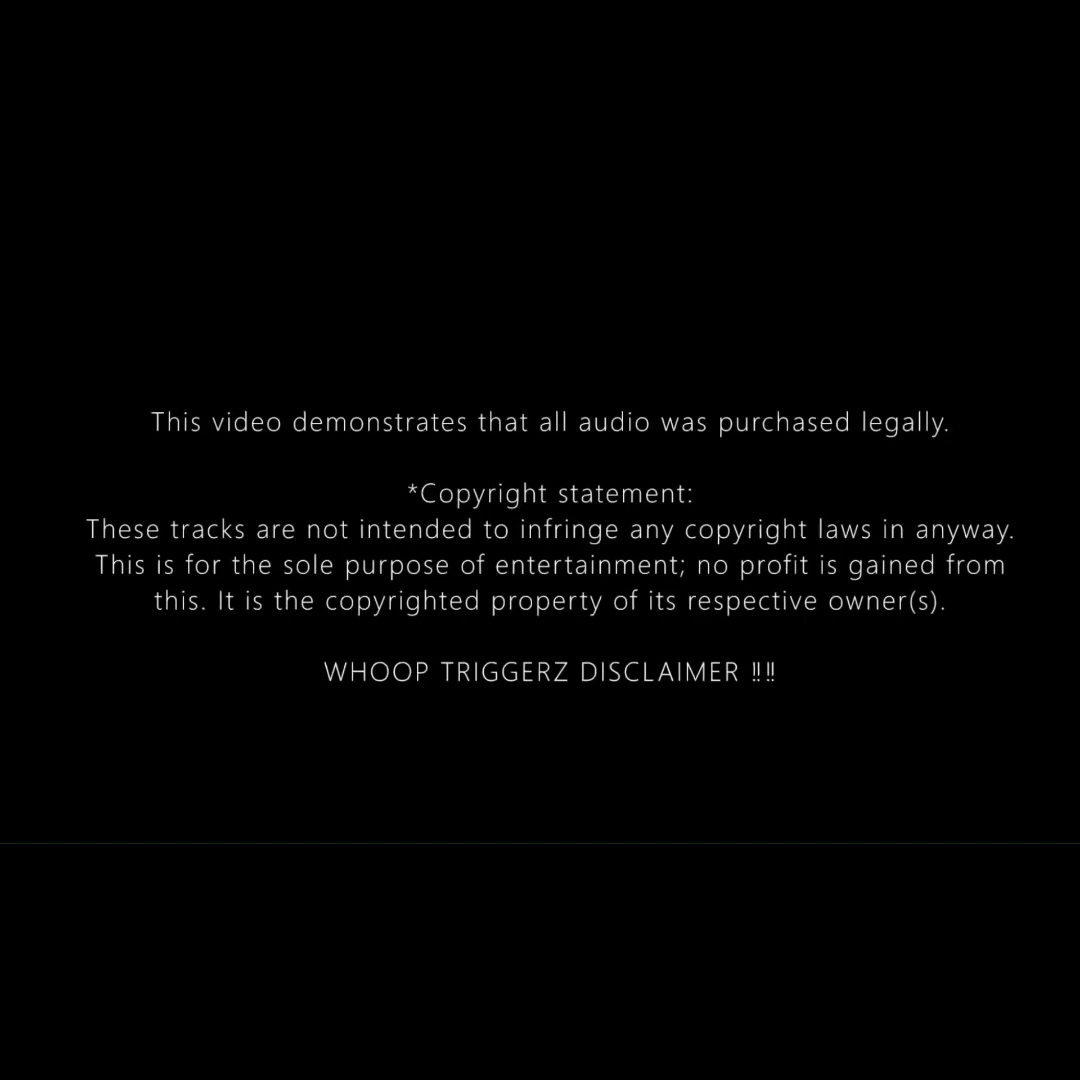 This video demonstrates that all audio was purchased legally.
*Copyright statement:
These tracks are not intended to infringe any copyright laws in anyway.
This is for the sole purpose of entertainment; no profit is gained from
this. It is the copyrighted property of its respective owner(s).
WHOOP TRIGGERZ DISCLAIMER ‼‼